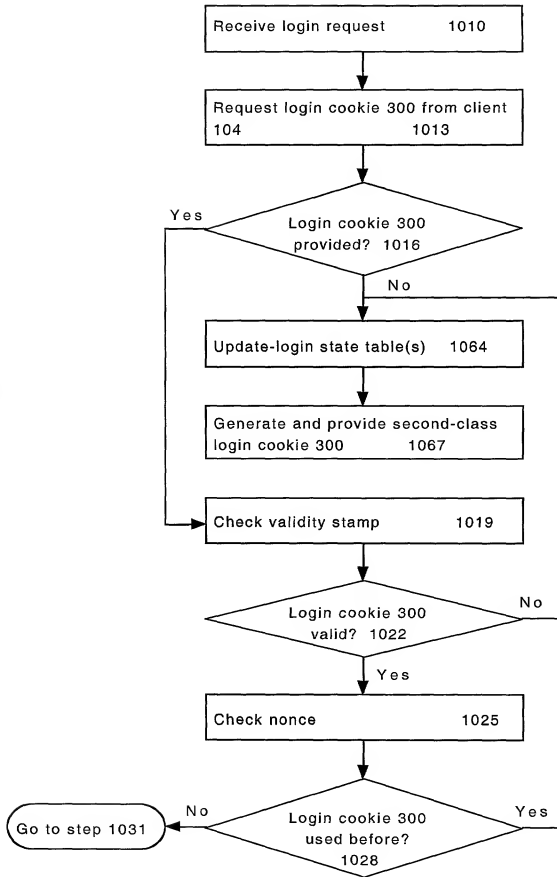 Receive login request 1010
Request login cookie 300 from client
104 1013
Yes
Login cookie 300
provided? 1016
No
Update-login state table(s) 1064
Generate and provide second-class
login cookie 300 1067
Check validity stamp 1019
Login cookie 300
valid? 1022
No
Yes
Check nonce 1025
No
Go to step 1031
Login cookie 300
used before?
1028
Yes